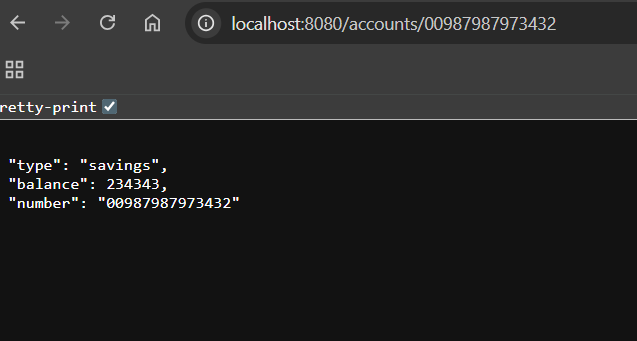 localhost:8080/accounts/00987987973432
retty-print
"type": "savings",
"balance": 234343,
"number": "00987987973432"